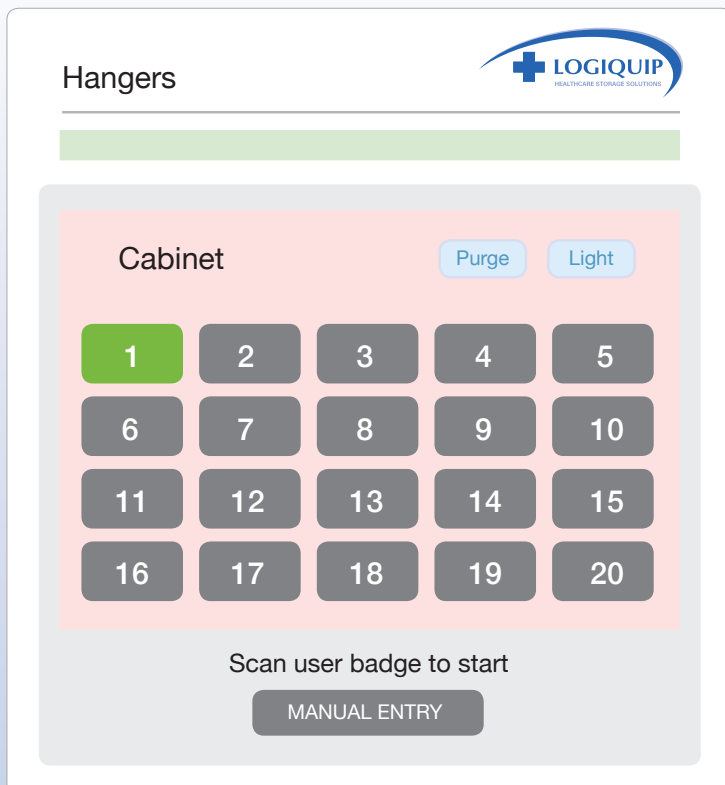 Hangers
LOGIQUIP
HEALTHCARE STORAGE SOLUTIONS
Cabinet
Purge
Light
1 2 3 4 5
6 7 8 9 10
11 12 13 14 15
16 17 18 19 20
Scan user badge to start
MANUAL ENTRY